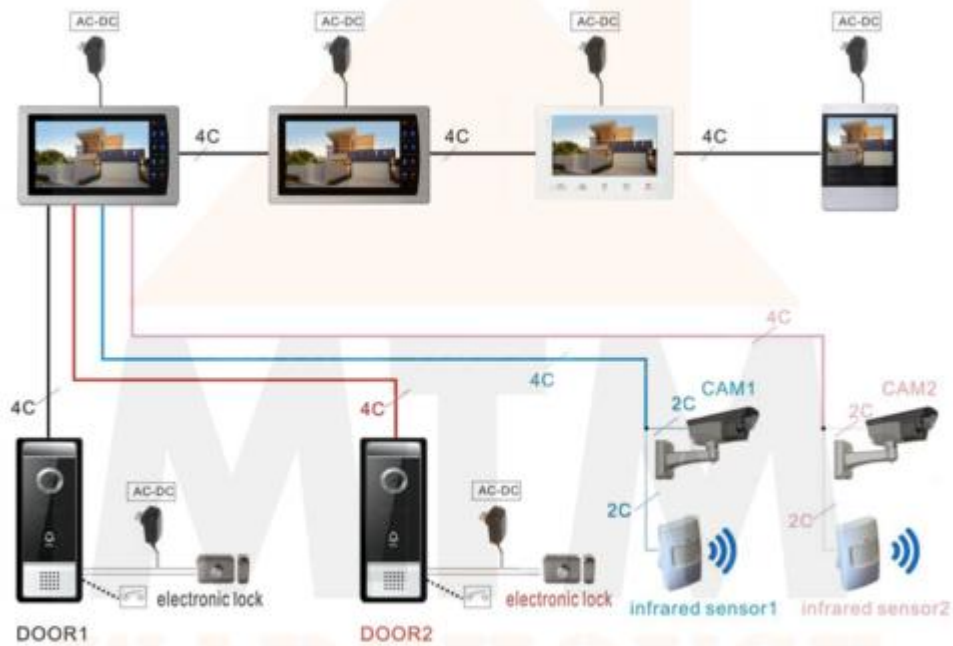 AC-DC AC-DC AC-DC AC-DC
4C 4C 4C
4C
4C
4C 4C CAM1 CAM2
2C 2C
AC-DC AC-DC
2C 2C
electronic lock electronic lock infrared sensor1 infrared sensor2
DOOR1 DOOR2
MTM